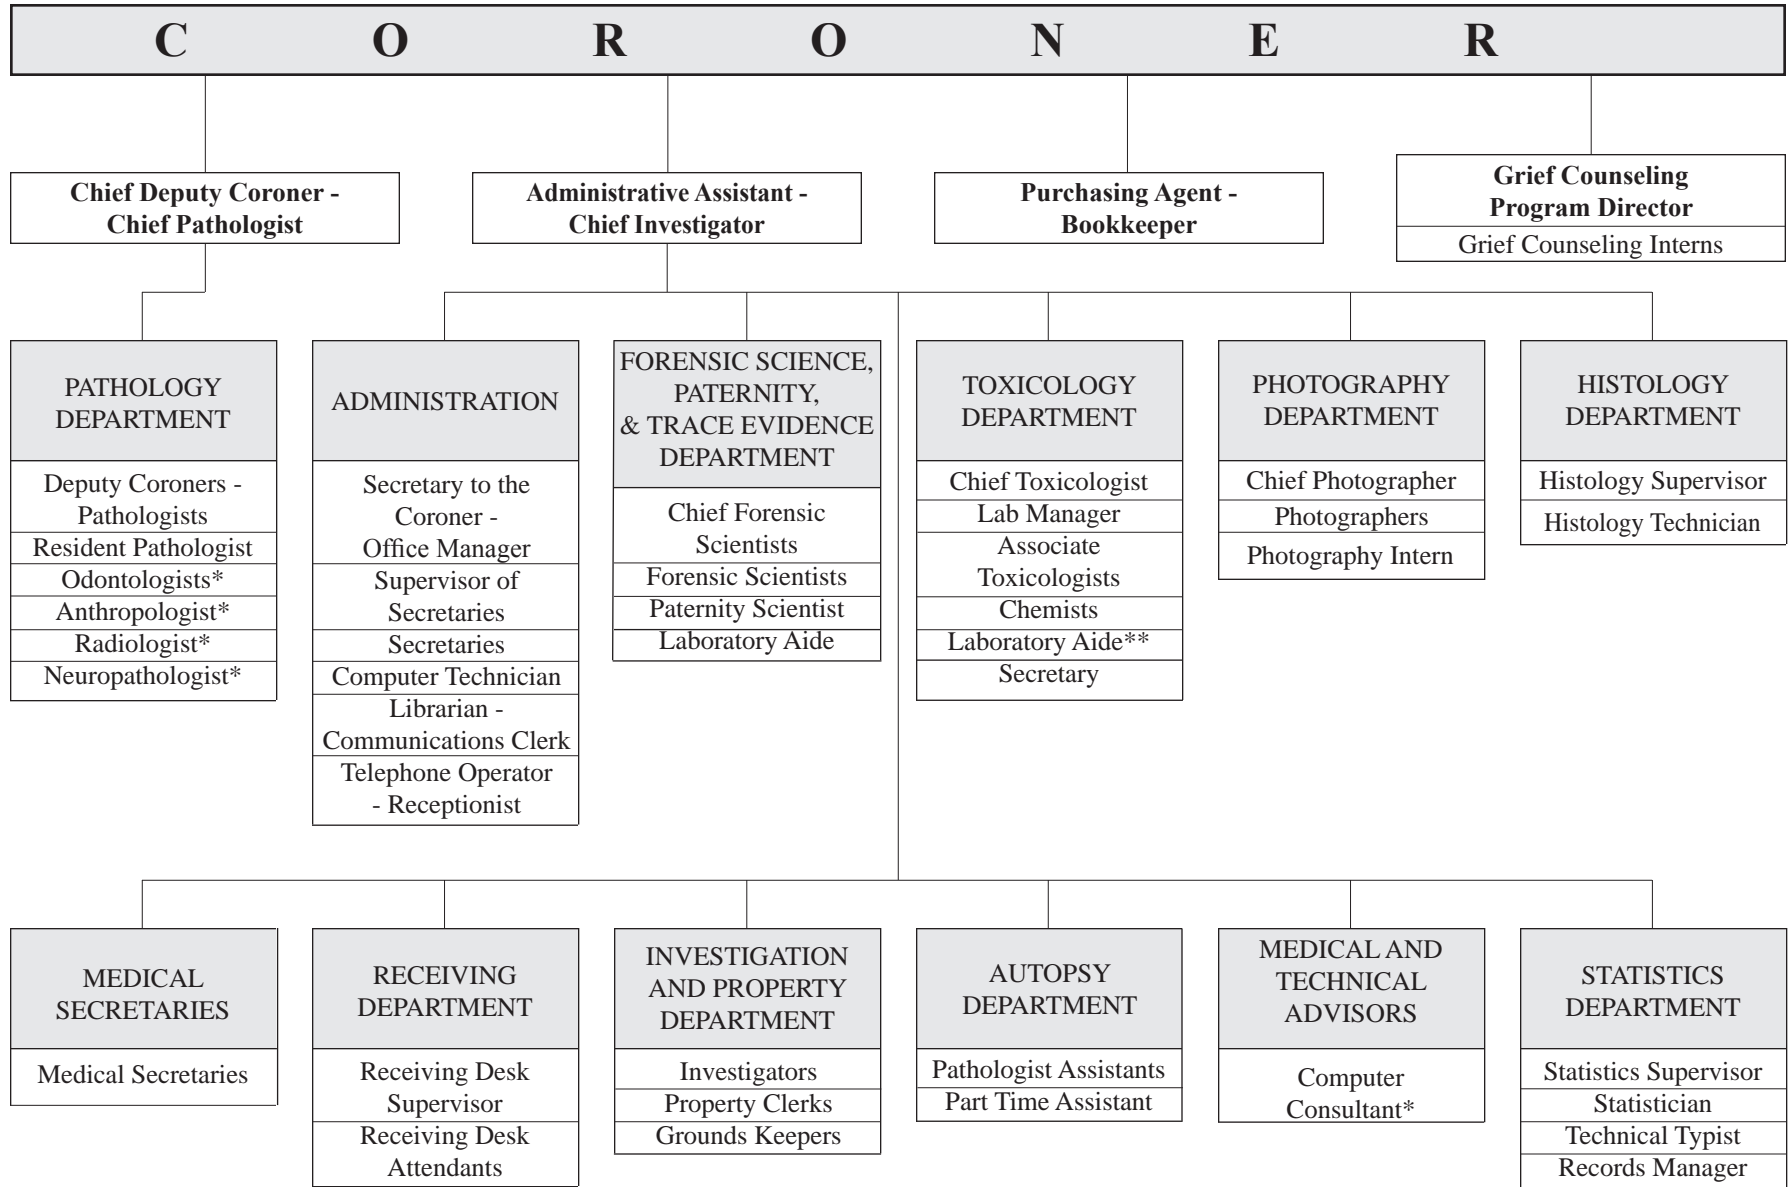 C O R O N E R
Chief Deputy Coroner -
Chief Pathologist
Administrative Assistant -
Chief Investigator
Purchasing Agent -
Bookkeeper
Grief Counseling
Program Director
Grief Counseling Interns
PATHOLOGY
DEPARTMENT
Deputy Coroners -
Pathologists
Resident Pathologist
Odontologists*
Anthropologist*
Radiologist*
Neuropathologist*
ADMINISTRATION
Secretary to the
Coroner -
Office Manager
Supervisor of
Secretaries
Secretaries
Computer Technician
Librarian -
Communications Clerk
Telephone Operator
- Receptionist
FORENSIC SCIENCE,
PATERNITY,
& TRACE EVIDENCE
DEPARTMENT
Chief Forensic
Scientists
Forensic Scientists
Paternity Scientist
Laboratory Aide
TOXICOLOGY
DEPARTMENT
Chief Toxicologist
Lab Manager
Associate
Toxicologists
Chemists
Laboratory Aide**
Secretary
PHOTOGRAPHY
DEPARTMENT
Chief Photographer
Photographers
Photography Intern
HISTOLOGY
DEPARTMENT
Histology Supervisor
Histology Technician
MEDICAL
SECRETARIES
Medical Secretaries
RECEIVING
DEPARTMENT
Receiving Desk
Supervisor
Receiving Desk
Attendants
INVESTIGATION
AND PROPERTY
DEPARTMENT
Investigators
Property Clerks
Grounds Keepers
AUTOPSY
DEPARTMENT
Pathologist Assistants
Part Time Assistant
MEDICAL AND
TECHNICAL
ADVISORS
Computer
Consultant*
STATISTICS
DEPARTMENT
Statistics Supervisor
Statistician
Technical Typist
Records Manager